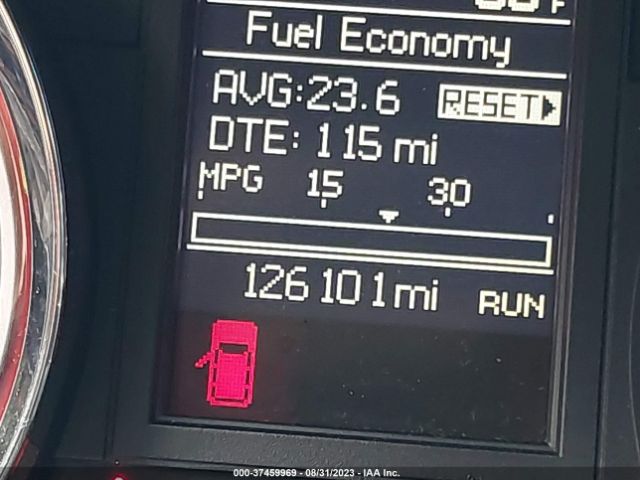 Fuel Economy
AVG:23.6 RESET
DTE: 115 mi
MPG 15 30
126101mi RUN
000-37459969 - 08/31/2023 - IAA Inc.